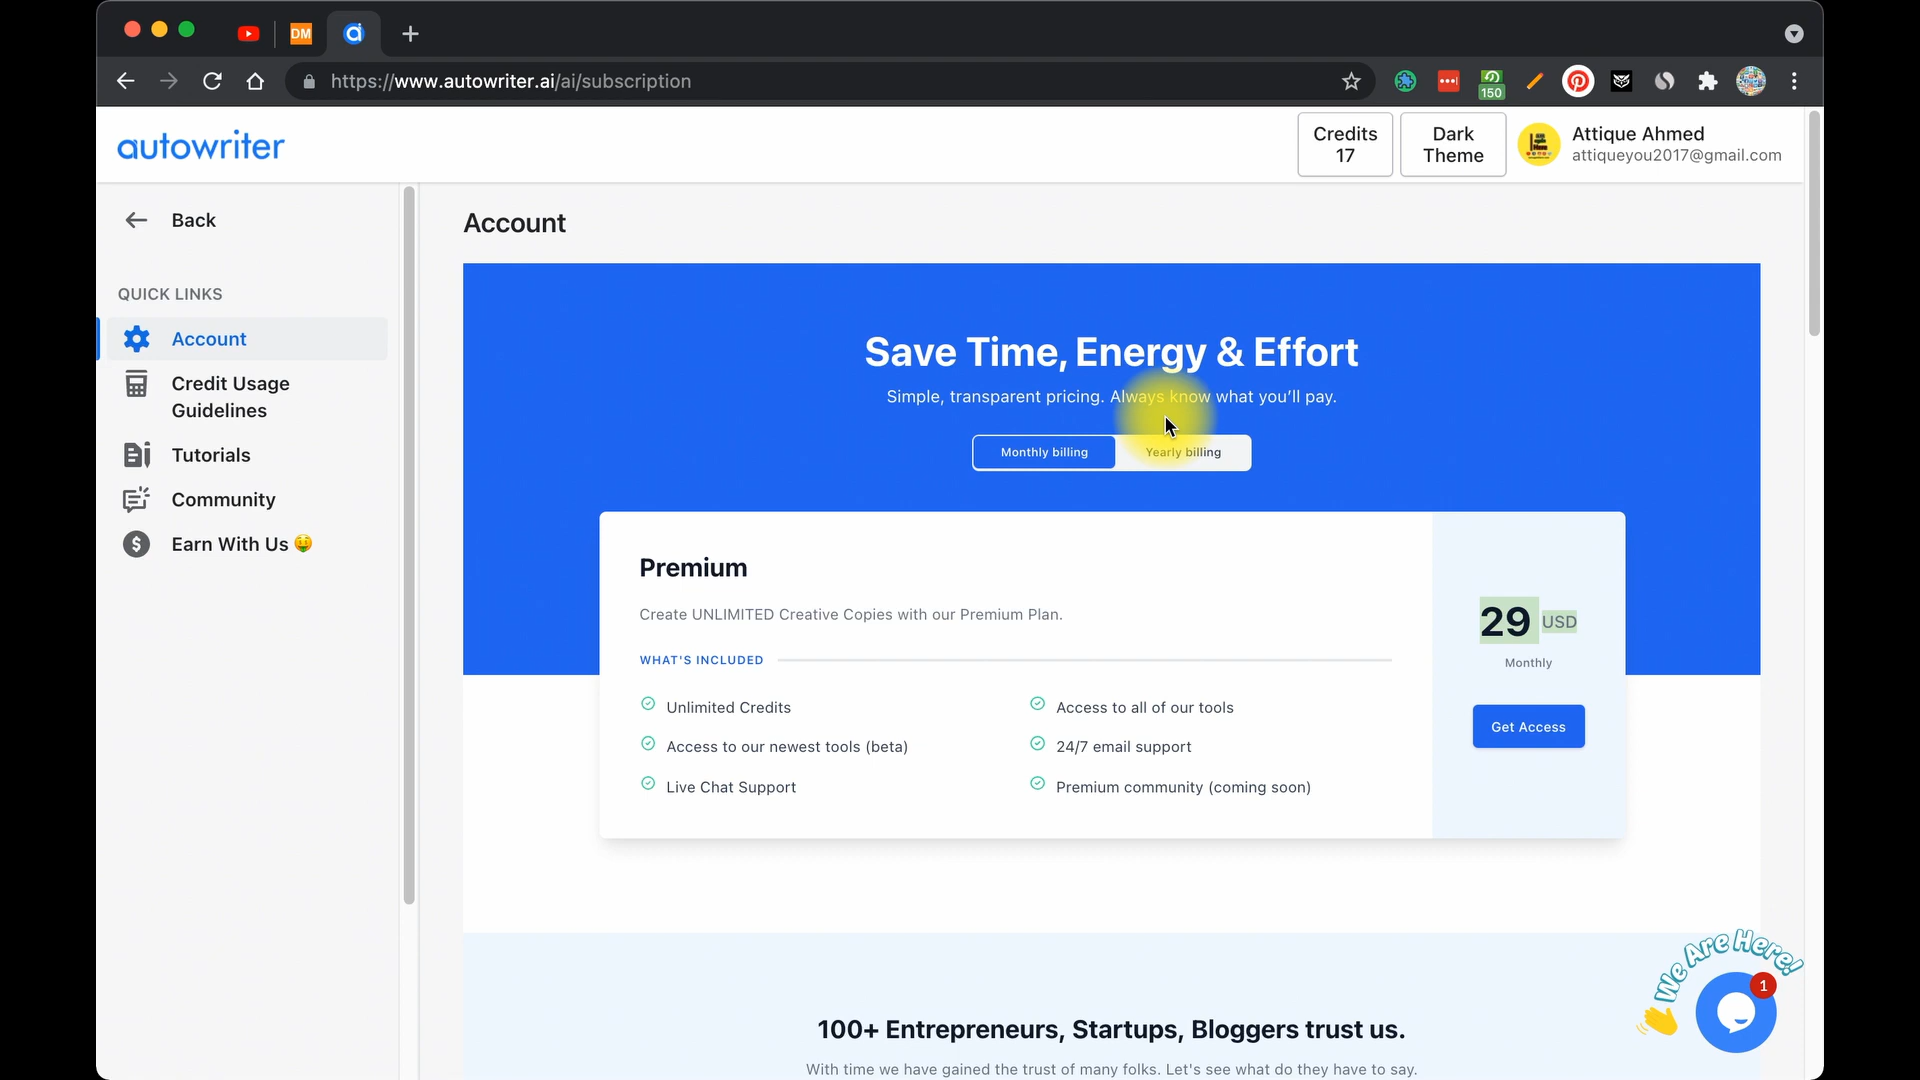 DM
https://www.autowriter.ai/ai/subscription
150
autowriter
Credits
17
Dark
Theme
Attique Ahmed
attiqueyou2017@gmail.com
Back
QUICK LINKS
Account
Credit Usage
Guidelines
Tutorials
Community
Earn With Us 🤑
Account
Save Time, Energy & Effort
Simple, transparent pricing. Always know what you'll pay.
Monthly billing
Yearly billing
Premium
Create UNLIMITED Creative Copies with our Premium Plan.
WHAT'S INCLUDED
Unlimited Credits
Access to all of our tools
Access to our newest tools (beta)
24/7 email support
Live Chat Support
Premium community (coming soon)
29 USD
Monthly
Get Access
We Are Here!
1
100+ Entrepreneurs, Startups, Bloggers trust us.
With time we have gained the trust of many folks. Let's see what do they have to say.